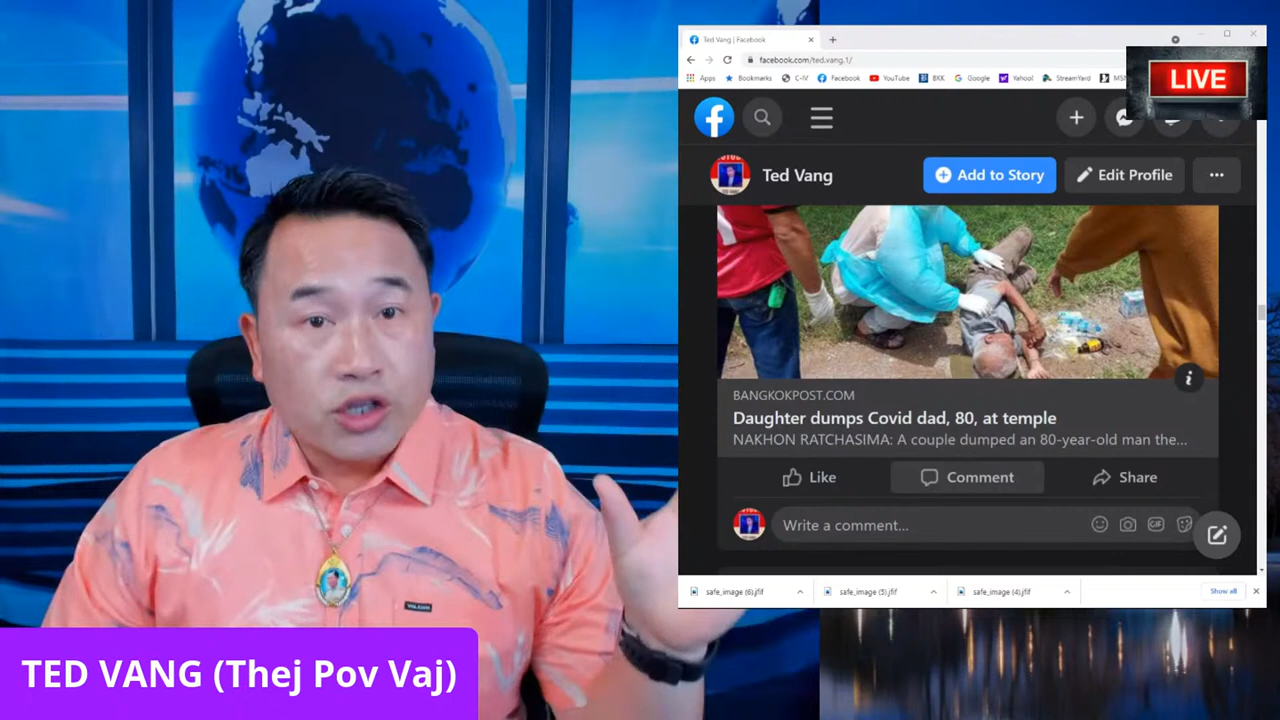 Ted Vang | Facebook
facebook.com/ted.vang.1/
Apps Bookmarks C-IV Facebook YouTube BKK Google Yahoo! StreamYard
LIVE
Ted Vang
Add to Story
Edit Profile
BANGKOKPOST.COM
Daughter dumps Covid dad, 80, at temple
NAKHON RATCHASIMA: A couple dumped an 80-year-old man the...
Like Comment Share
Write a comment...
GIF
safe_image (6).jfif safe_image (5).jfif safe_image (4).jfif Show all
TED VANG (Thej Pov Vaj)